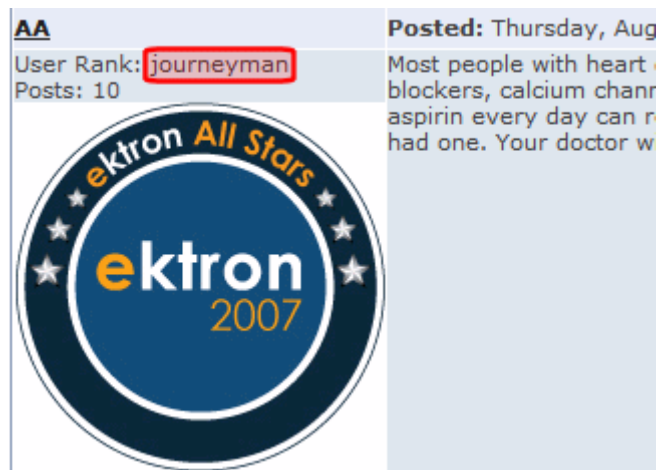 AA
User Rank: journeyman
Posts: 10
ektron All Stars
ektron
2007
Posted: Thursday, Aug
Most people with heart
blockers, calcium chann
aspirin every day can r
had one. Your doctor w